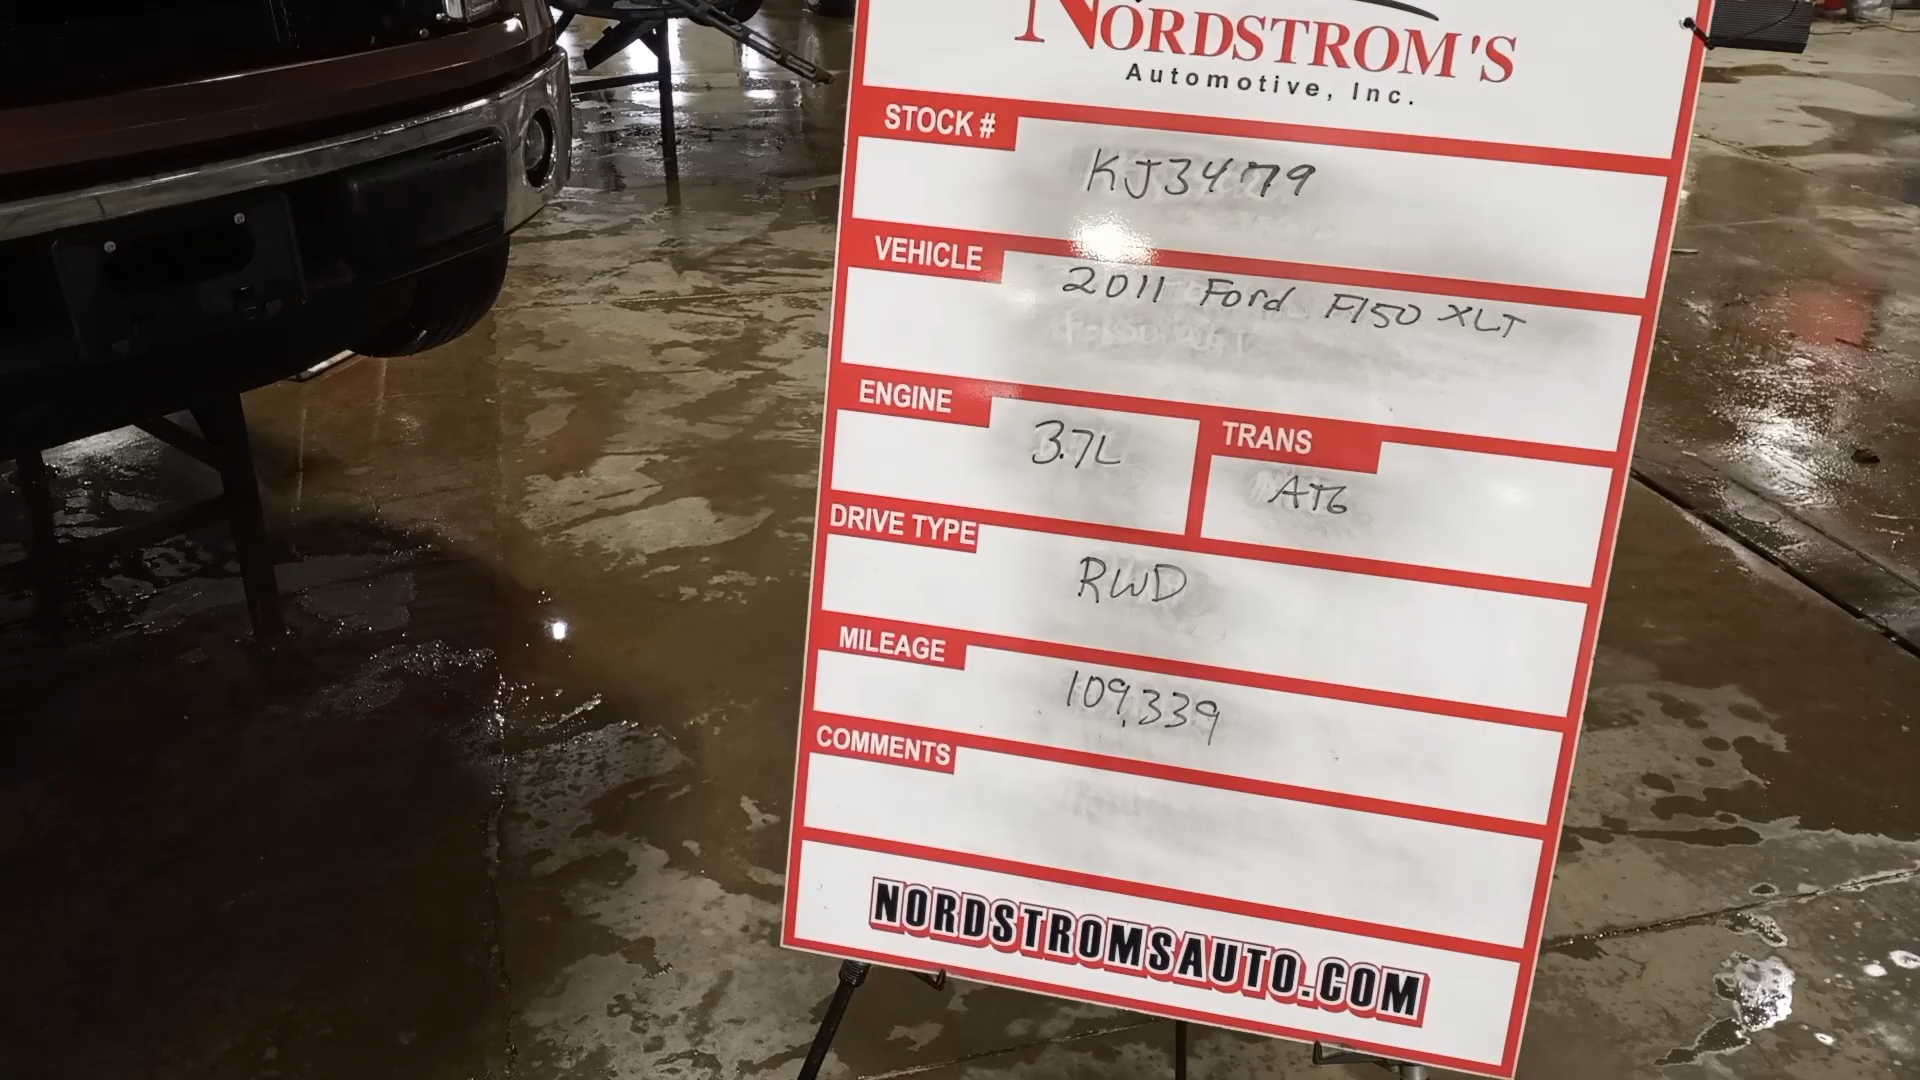 NORDSTROM'S
Automotive, Inc.
STOCK #
KJ3479
VEHICLE
2011 Ford F150 XLT
ENGINE
3.7L
TRANS
AT6
DRIVE TYPE
RWD
MILEAGE
109,339
COMMENTS
NORDSTROMSAUTO.COM